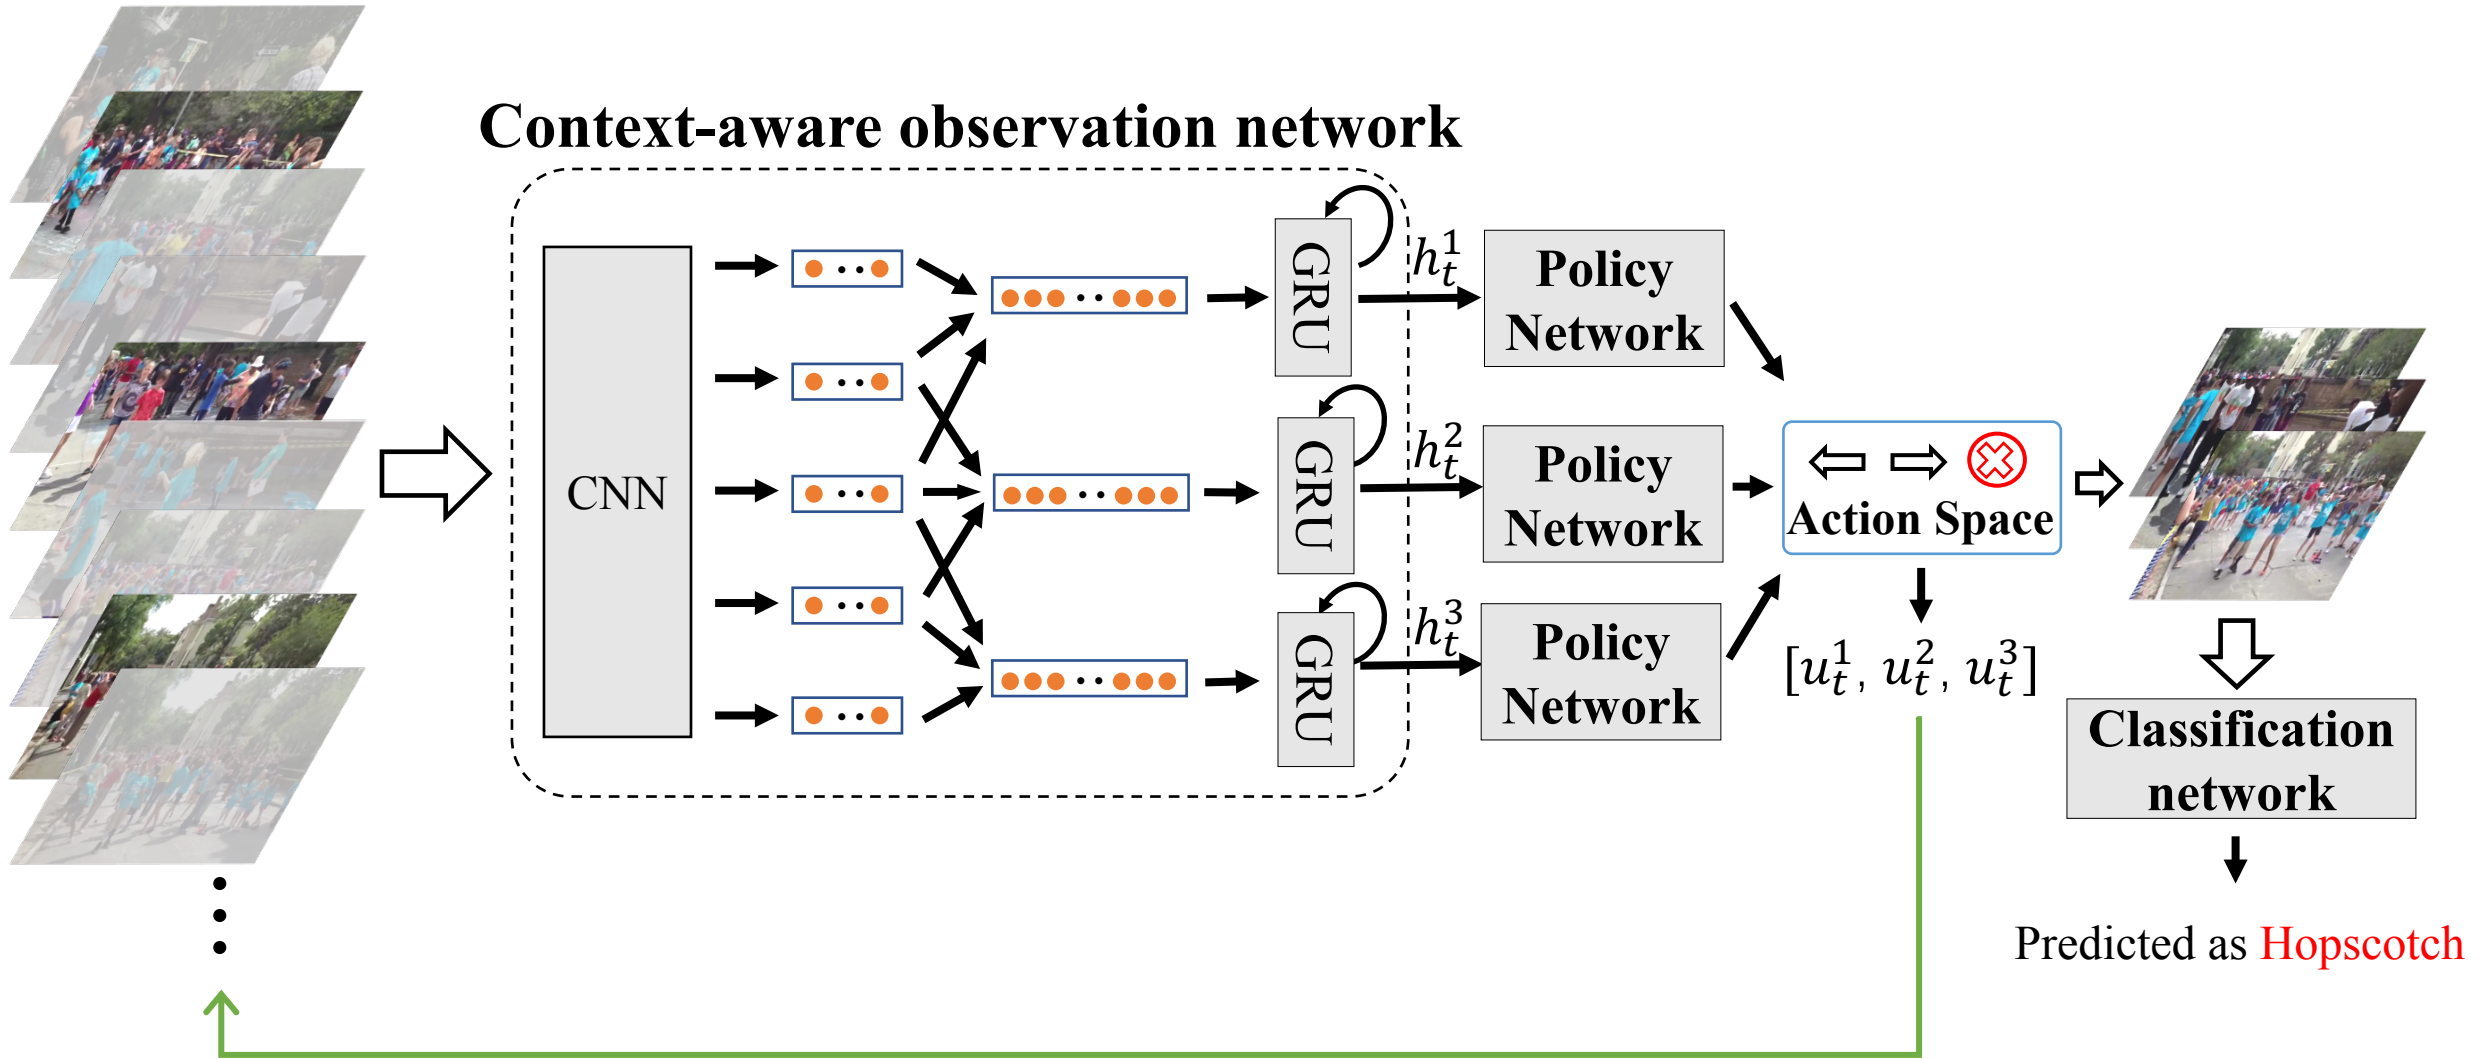 Context-aware observation network
CNN
GRU
GRU
GRU
h_t^1
h_t^2
h_t^3
Policy
Network
Policy
Network
Policy
Network
Action Space
[u_t^1, u_t^2, u_t^3]
Classification
network
Predicted as Hopscotch